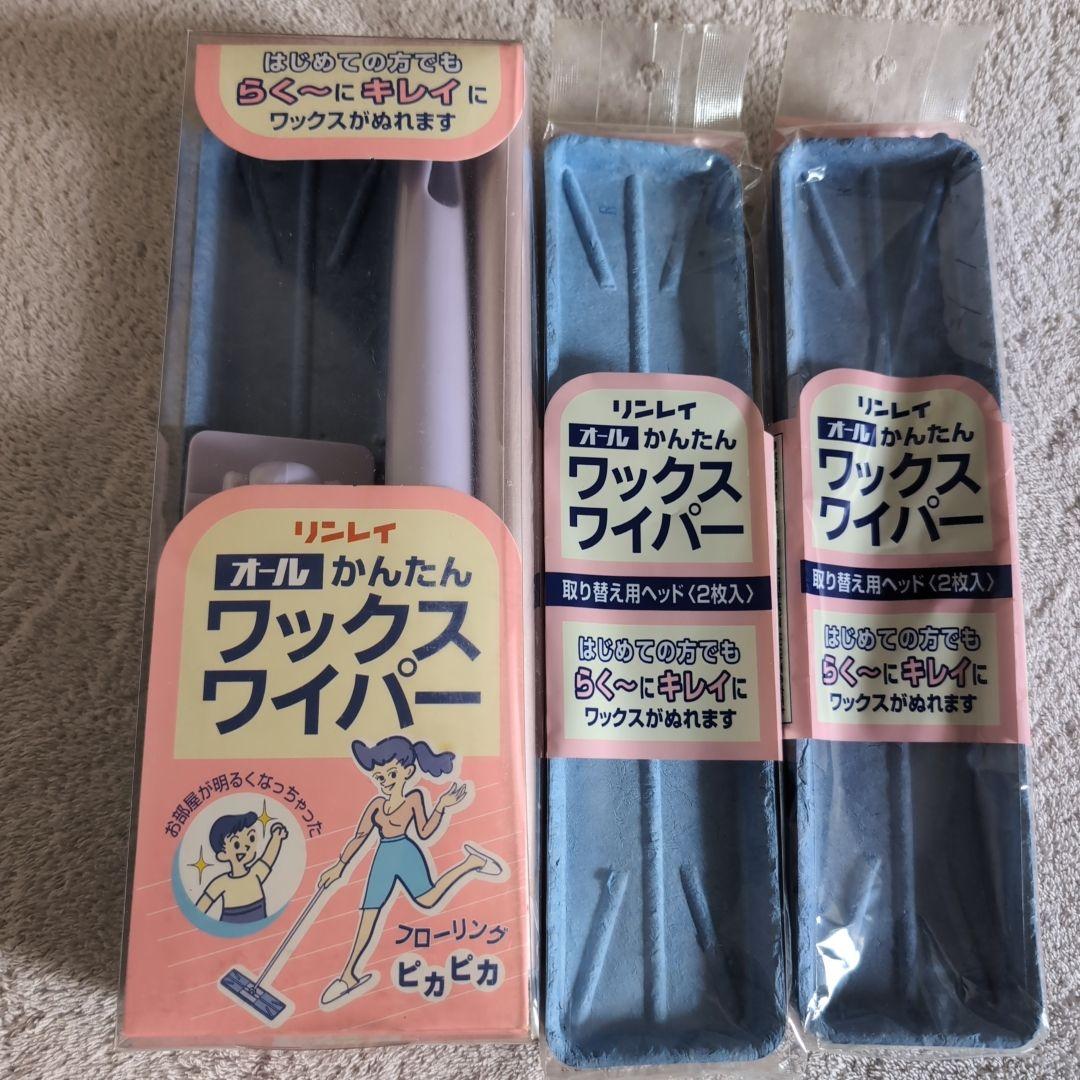 はじめての方でも
らく〜に キレイ に
ワックスがぬれます
リンレイ
オール かんたん
ワックス
ワイパー
お部屋が明るくなっちゃった
フローリング
ピカピカ
リンレイ
オール かんたん
ワックス
ワイパー
取り替え用ヘッド〈2枚入〉
はじめての方でも
らく〜にキレイに
ワックスがぬれます
リンレイ
オール かんたん
ワックス
ワイパー
取り替え用ヘッド〈2枚入〉
はじめての方でも
らく〜にキレイに
ワックスがぬれます